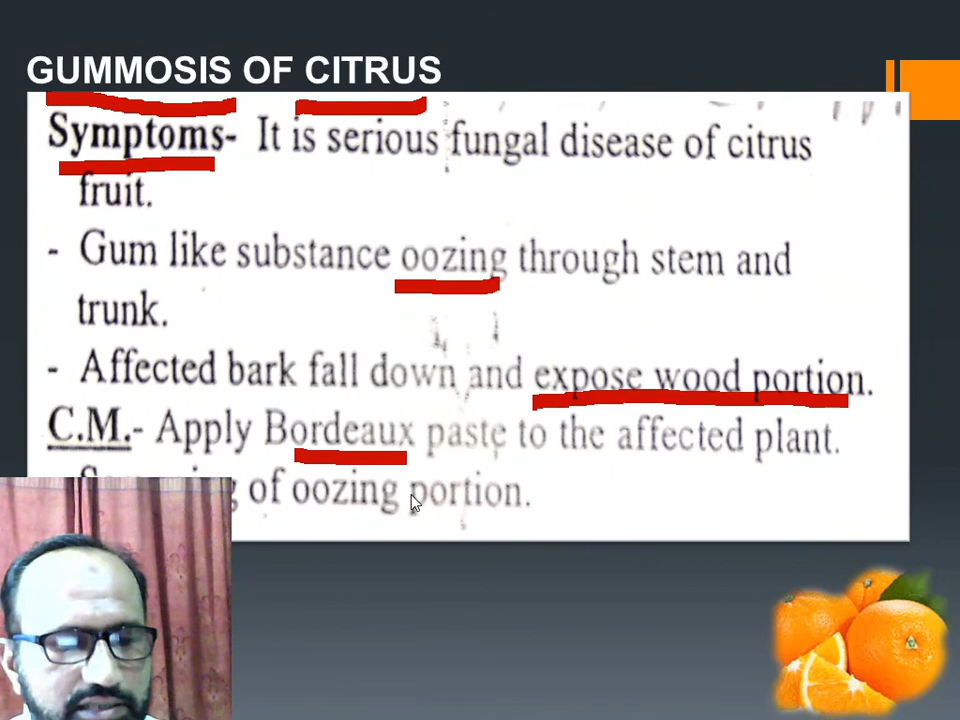 GUMMOSIS OF CITRUS
Symptoms- It is serious fungal disease of citrus
fruit.
- Gum like substance oozing through stem and
trunk.
- Affected bark fall down and expose wood portion.
C.M.- Apply Bordeaux paste to the affected plant.
of oozing portion.